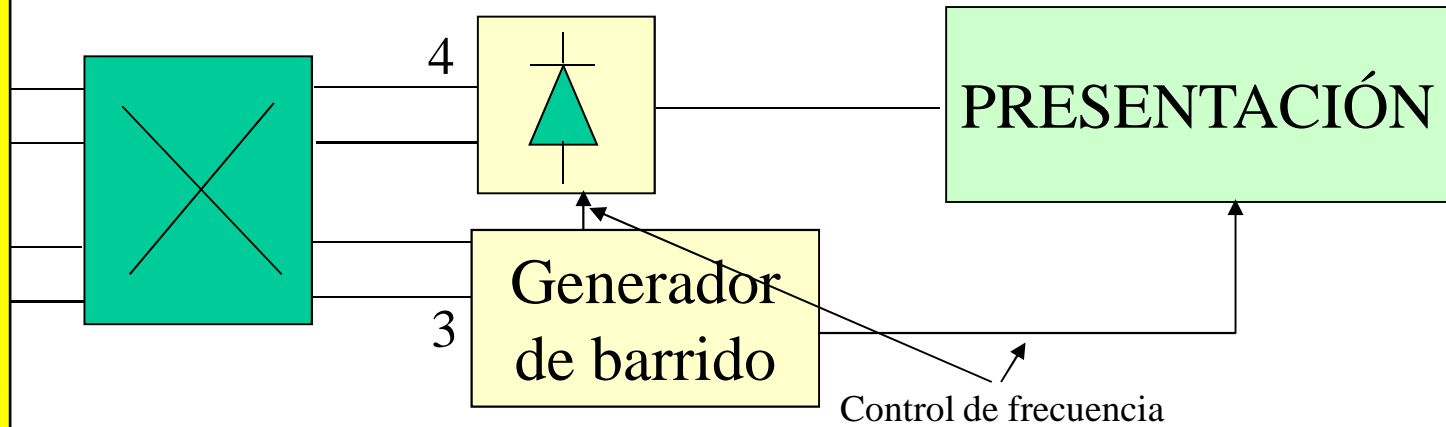 4
PRESENTACIÓN
Generador
de barrido
3
Control de frecuencia